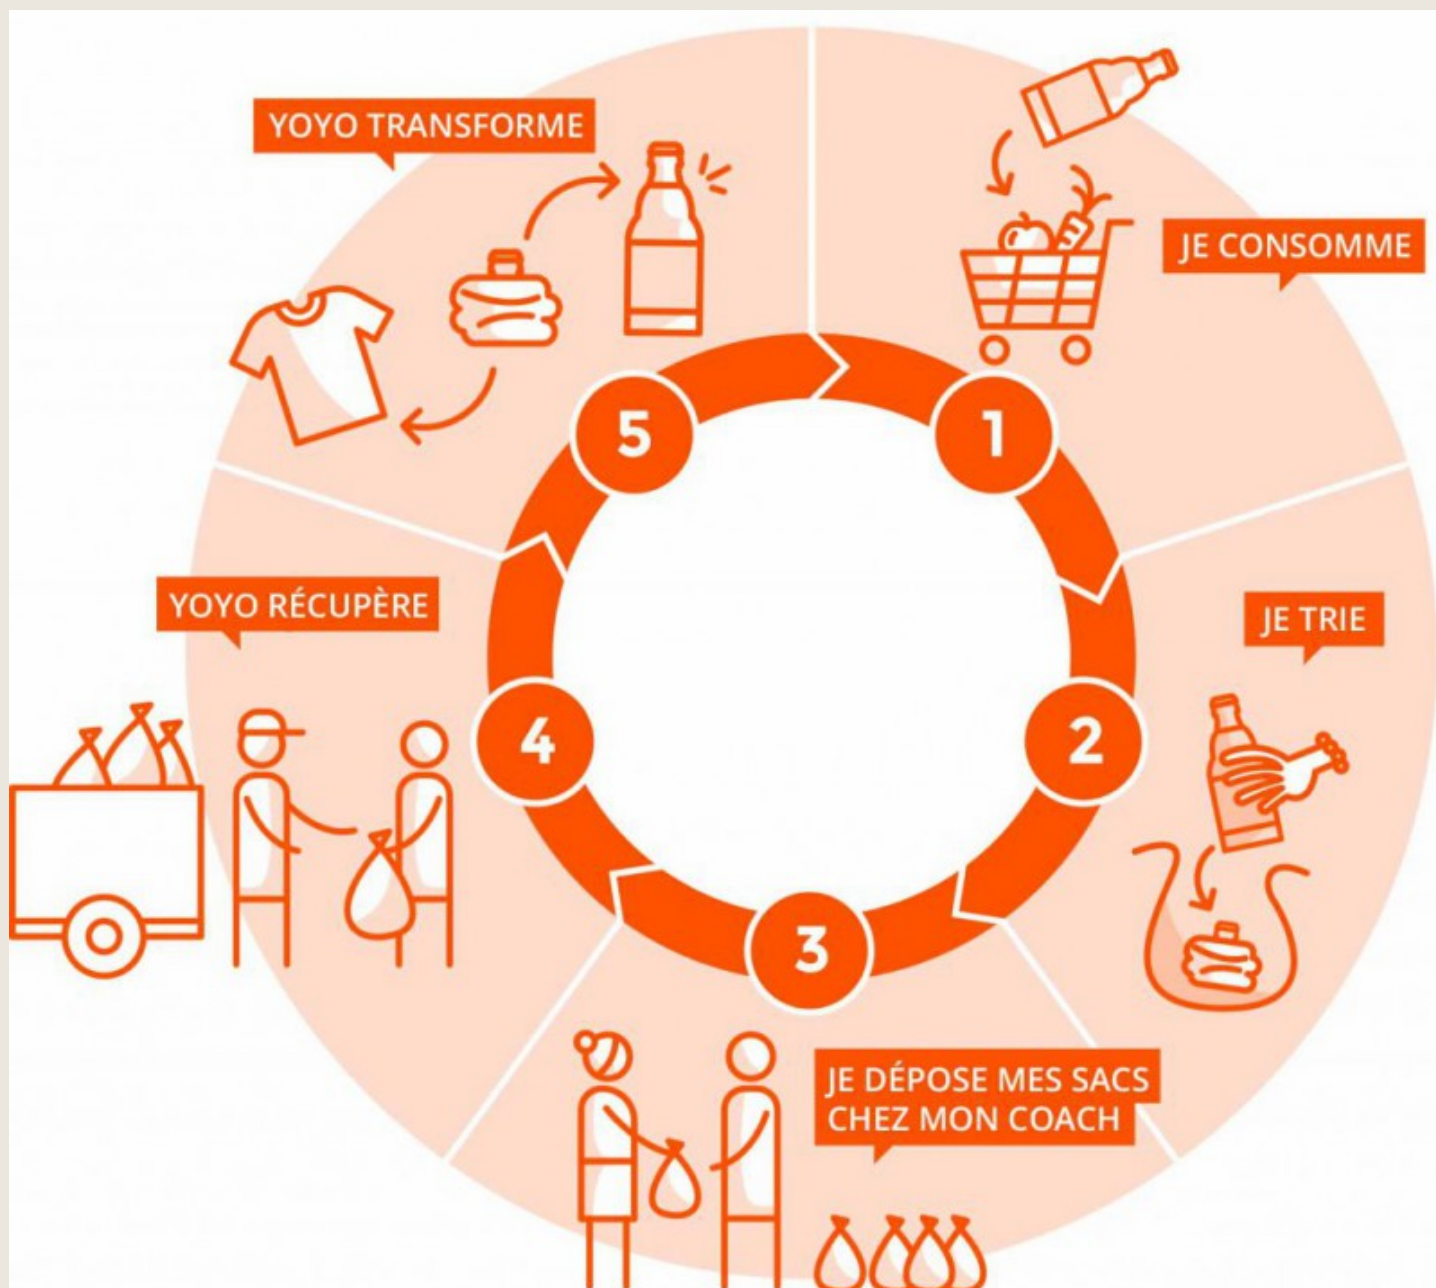 YOYO TRANSFORME
JE CONSOMME
5
1
YOYO RÉCUPÈRE
JE TRIE
4
2
3
JE DÉPOSE MES SACS
CHEZ MON COACH